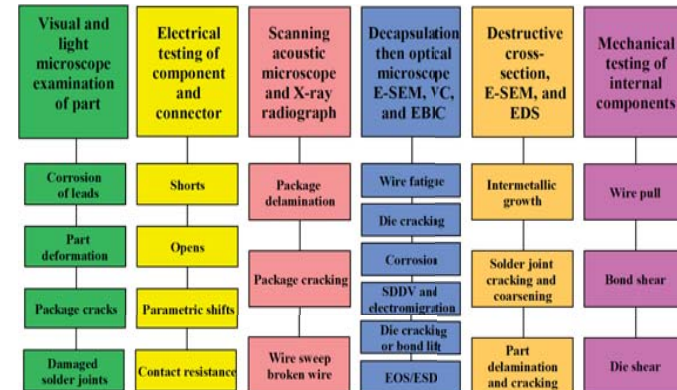 Visual and
light
microscope
examination
of part
Corrosion
of leads
Part
deformation
Package cracks
Damaged
solder joints
Electrical
testing of
component
and
connector
Shorts
Opens
Parametric shifts
Contact resistance
Scanning
acoustic
microscope
and X-ray
radiograph
Package
delamination
Package cracking
Wire sweep
broken wire
Decapsulation
then optical
microscope
E-SEM, VC,
and EBIC
Wire fatigue
Die cracking
Corrosion
SDDV and
electromigration
Die cracking
or bond lift
EOS/ESD
Destructive
cross-
section,
E-SEM, and
EDS
Intermetallic
growth
Solder joint
cracking and
coarsening
Part
delamination
and cracking
Mechanical
testing of
internal
components
Wire pull
Bond shear
Die shear